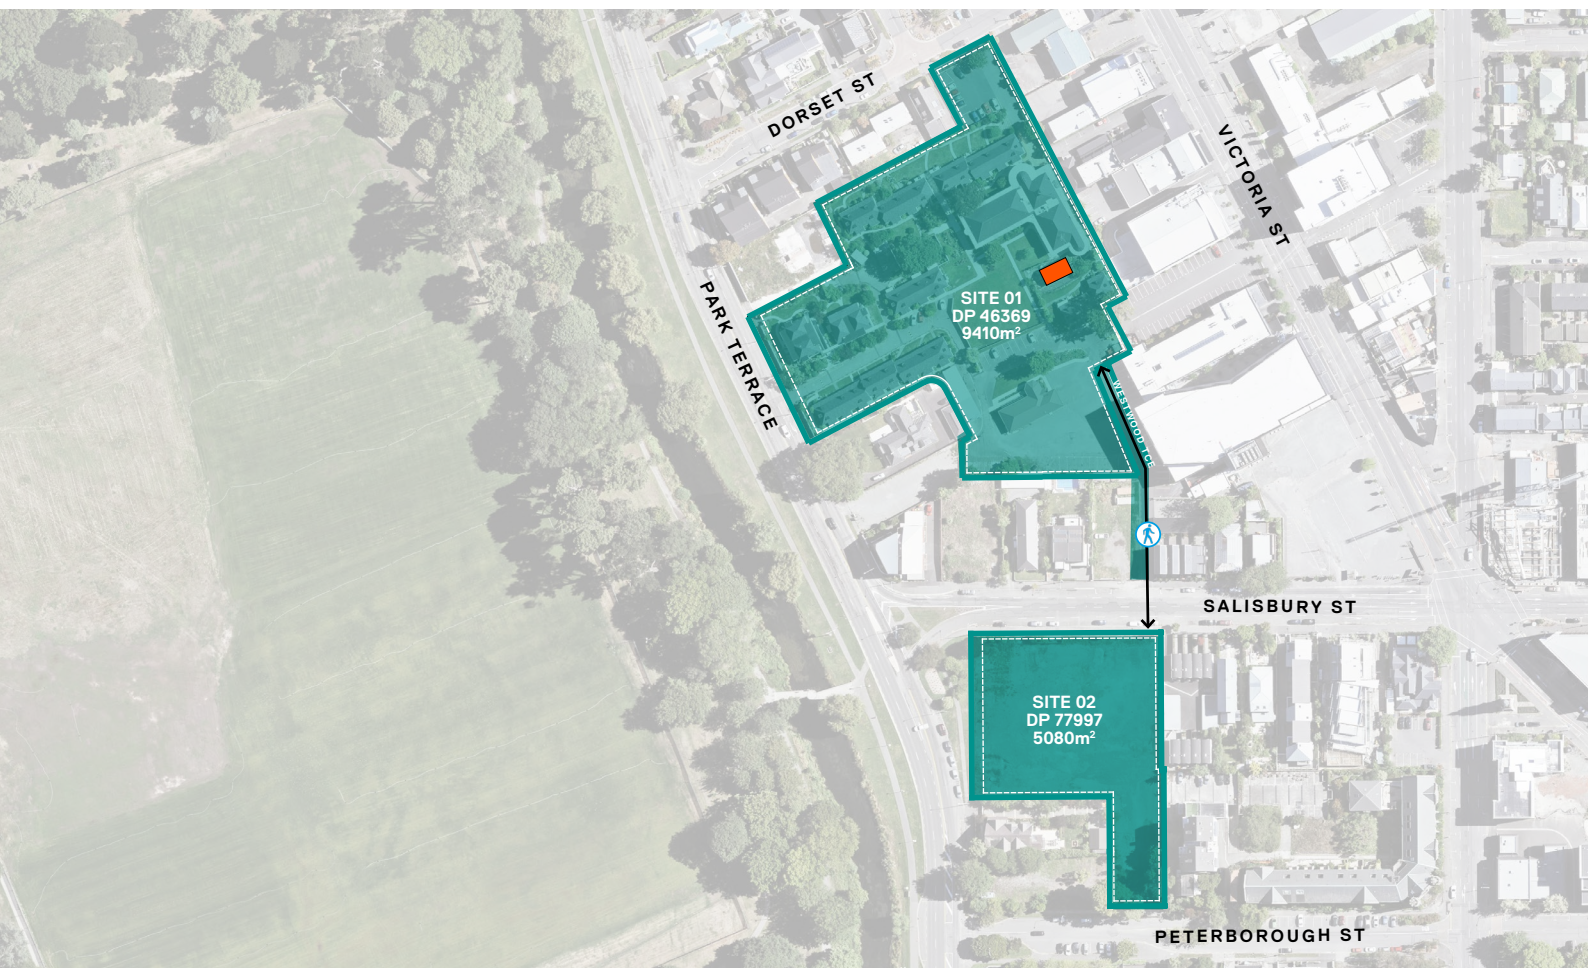 DORSET ST
VICTORIA ST
PARK TERRACE
SITE 01
DP 46369
9410m²
WESTWOOD TCE
SALISBURY ST
SITE 02
DP 77997
5080m²
PETERBOROUGH ST